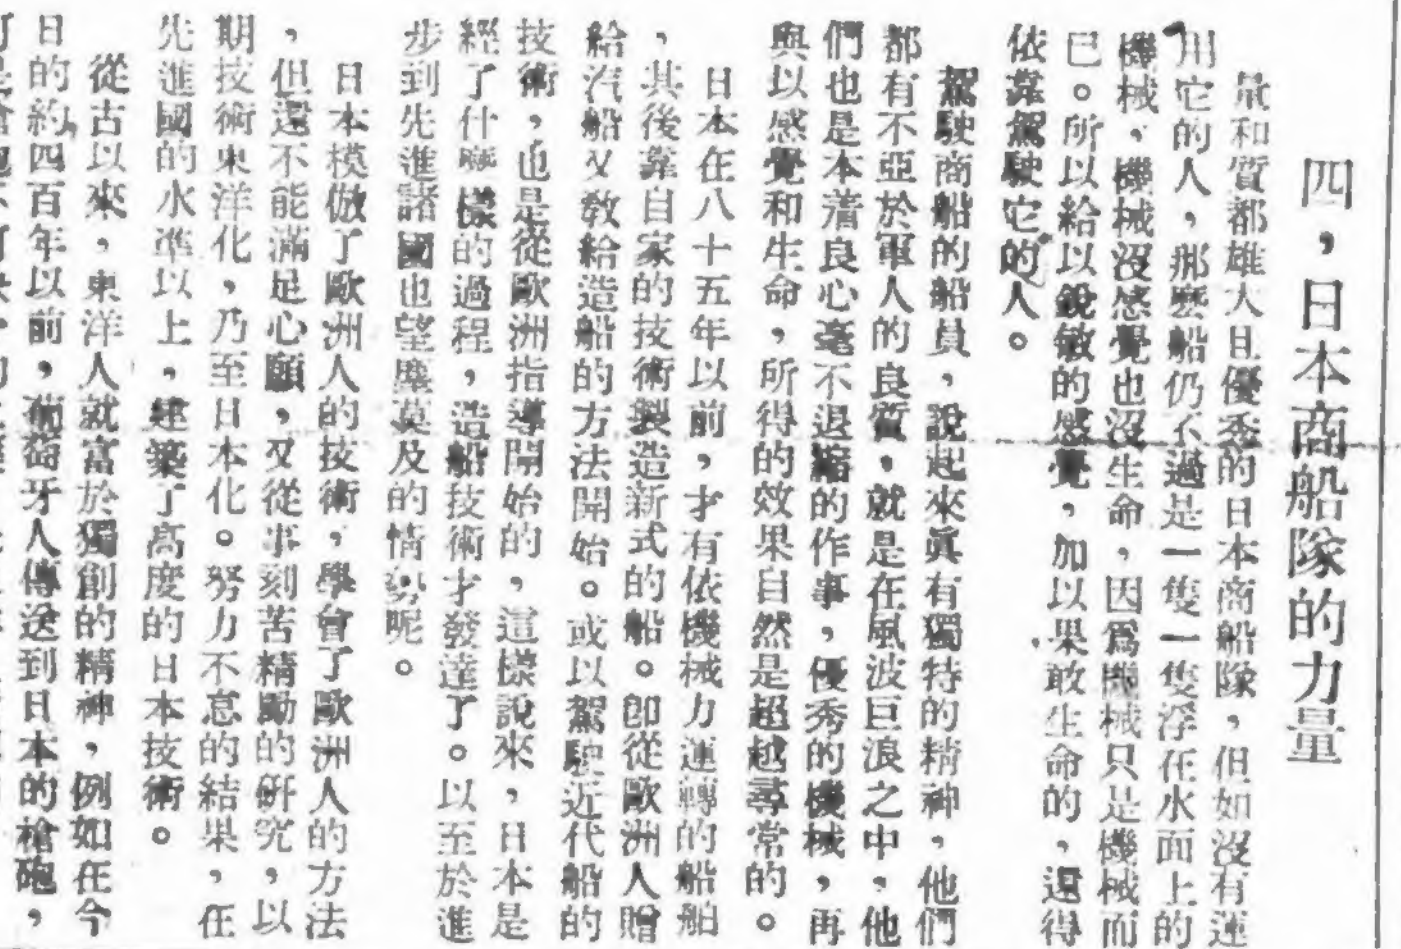 四，日本商船隊的力量
量和質都雄大且優秀的日本商船隊，但如沒有運
用它的人，那麼船仍不過是一隻一隻浮在水面上的
機械、機械沒感覺也沒生命，因爲機械只是機械而
已。所以給以銳敏的感覺，加以果敢生命的，還得
依靠駕駛它的人。
駕駛商船的船員，說起來眞有獨特的精神，他們
都有不亞於軍人的良質，就是在風波巨浪之中，他
們也是本着良心毫不退縮的作事，優秀的機械，再
與以感覺和生命，所得的效果自然是超越尋常的。
日本在八十五年以前，才有依機械力運轉的船舶
，其後靠自家的技術製造新式的船。卽從歐洲人贈
給汽船又敎給造船的方法開始。或以駕駛近代船的
技術，也是從歐洲指導開始的，這樣說來，日本是
經了什麽樣的過程，造船技術才發達了。以至於進
步到先進諸國也望塵莫及的情勢呢。
日本模倣了歐洲人的技術，學會了歐洲人的方法
，但還不能滿足心願，又從事刻苦精勵的研究，以
期技術東洋化，乃至日本化。努力不怠的結果，在
先進國的水準以上，建築了高度的日本技術。
從古以來，東洋人就富於獨創的精神，例如在今
日的約四百年以前，葡萄牙人傳送到日本的槍砲，